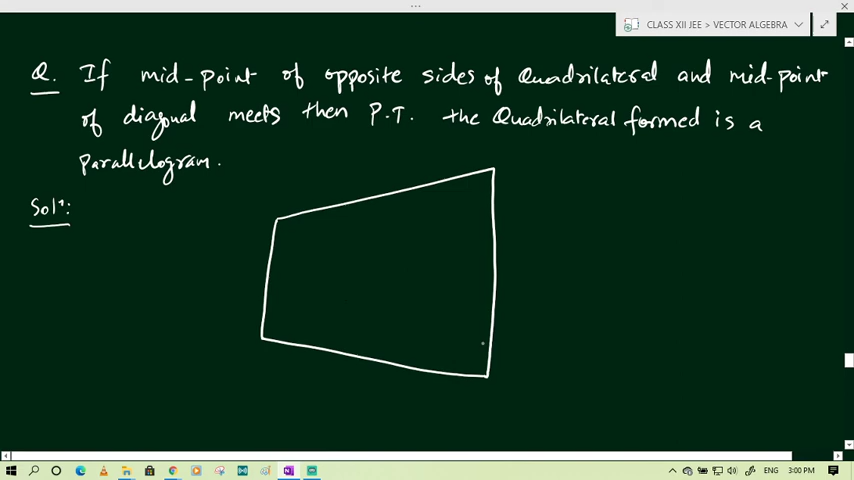 CLASS XII JEE > VECTOR ALGEBRA
Q. If mid-point of opposite sides of Quadrilateral and mid-point
of diagonal meets then P.T. the Quadrilateral formed is a
parallelogram.
Solⁿ:
ENG 3:00 PM